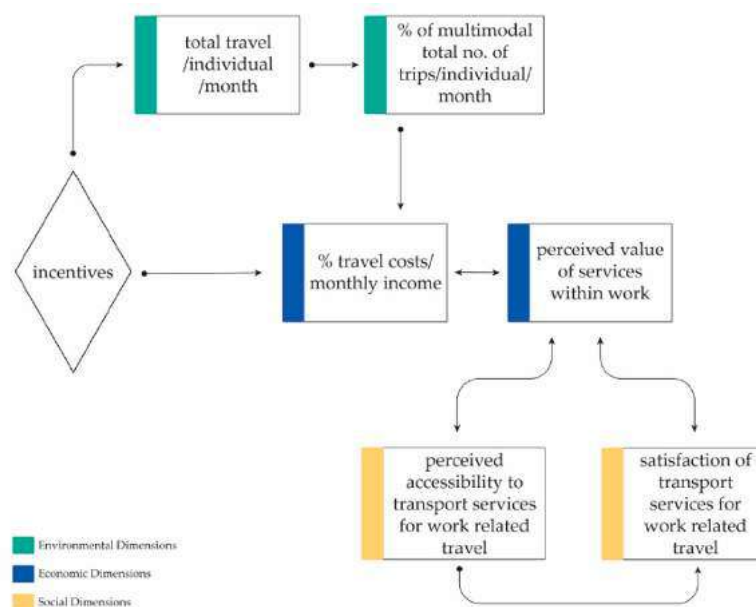 total travel
/individual
/month
% of multimodal
total no. of
trips/individual/
month
incentives
% travel costs/
monthly income
perceived value
of services
within work
perceived
accessibility to
transport services
for work related
travel
satisfaction of
transport
services for
work related
travel
Environmental Dimensions
Economic Dimensions
Social Dimensions